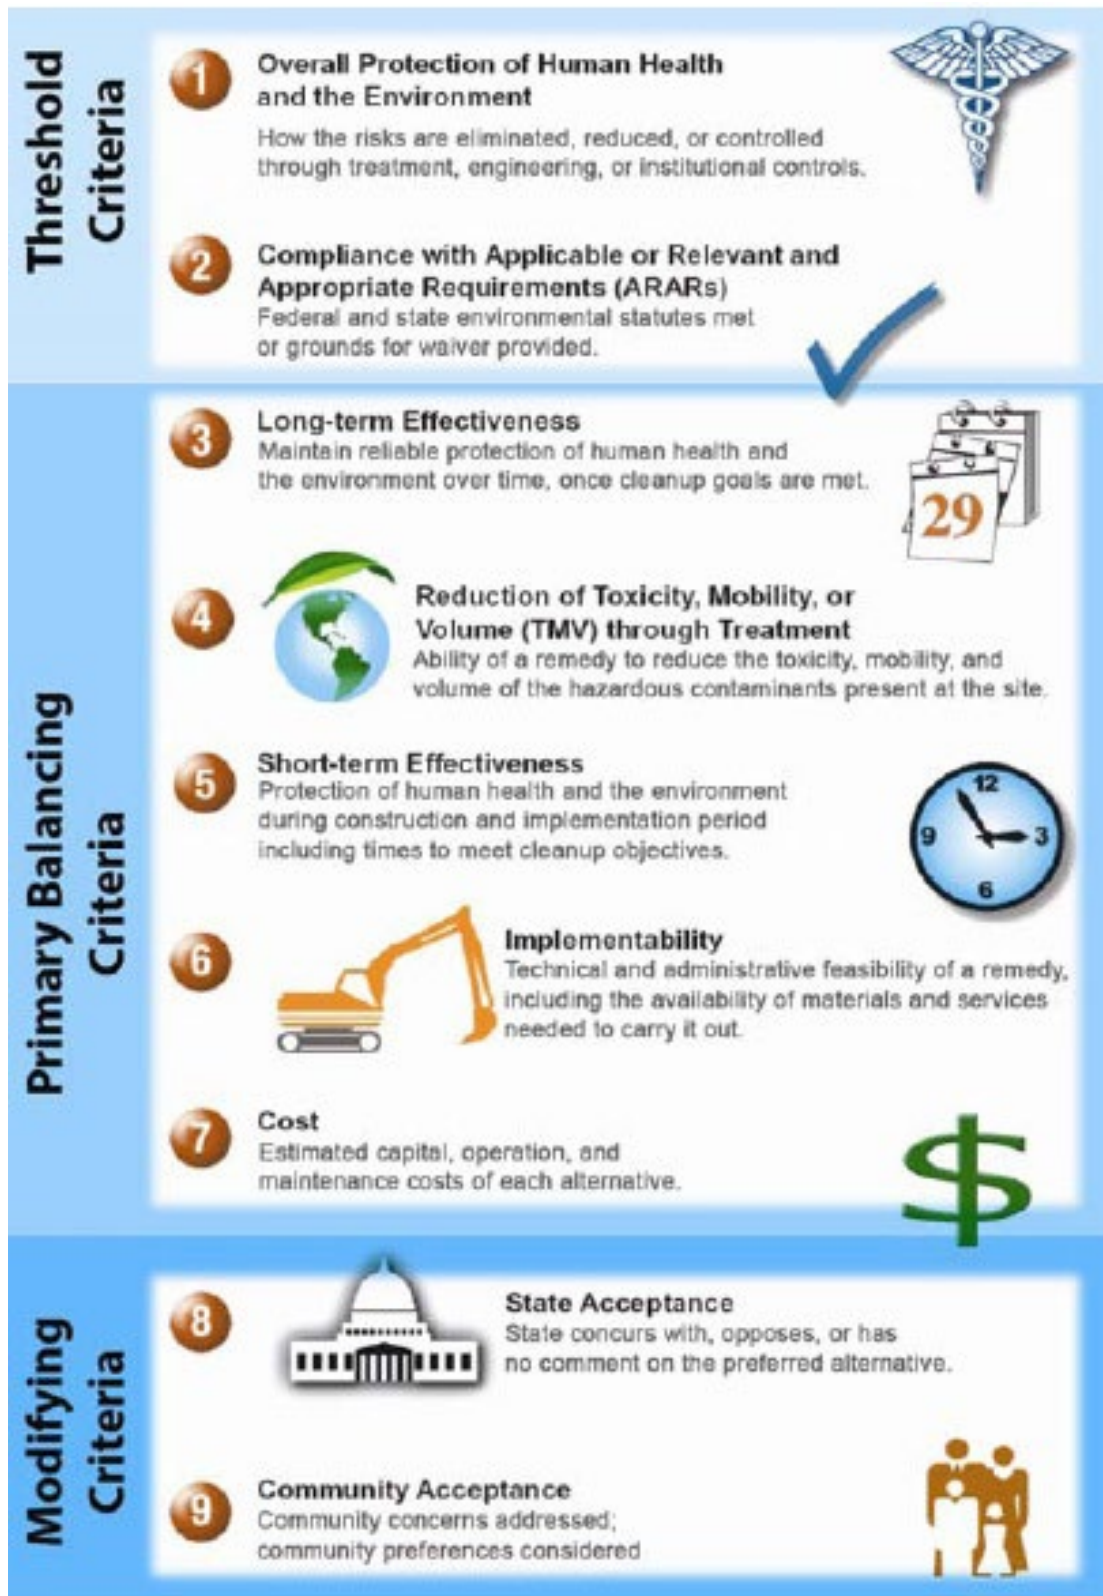 Threshold
Criteria
1
Overall Protection of Human Health
and the Environment
How the risks are eliminated, reduced, or controlled
through treatment, engineering, or institutional controls.
2
Compliance with Applicable or Relevant and
Appropriate Requirements (ARARs)
Federal and state environmental statutes met
or grounds for waiver provided.
Primary Balancing
Criteria
3
Long-term Effectiveness
Maintain reliable protection of human health and
the environment over time, once cleanup goals are met.
29
4
Reduction of Toxicity, Mobility, or
Volume (TMV) through Treatment
Ability of a remedy to reduce the toxicity, mobility, and
volume of the hazardous contaminants present at the site.
5
Short-term Effectiveness
Protection of human health and the environment
during construction and implementation period
including times to meet cleanup objectives.
12
9
3
6
6
Implementability
Technical and administrative feasibility of a remedy,
including the availability of materials and services
needed to carry it out.
7
Cost
Estimated capital, operation, and
maintenance costs of each alternative.
$
Modifying
Criteria
8
State Acceptance
State concurs with, opposes, or has
no comment on the preferred alternative.
9
Community Acceptance
Community concerns addressed;
community preferences considered